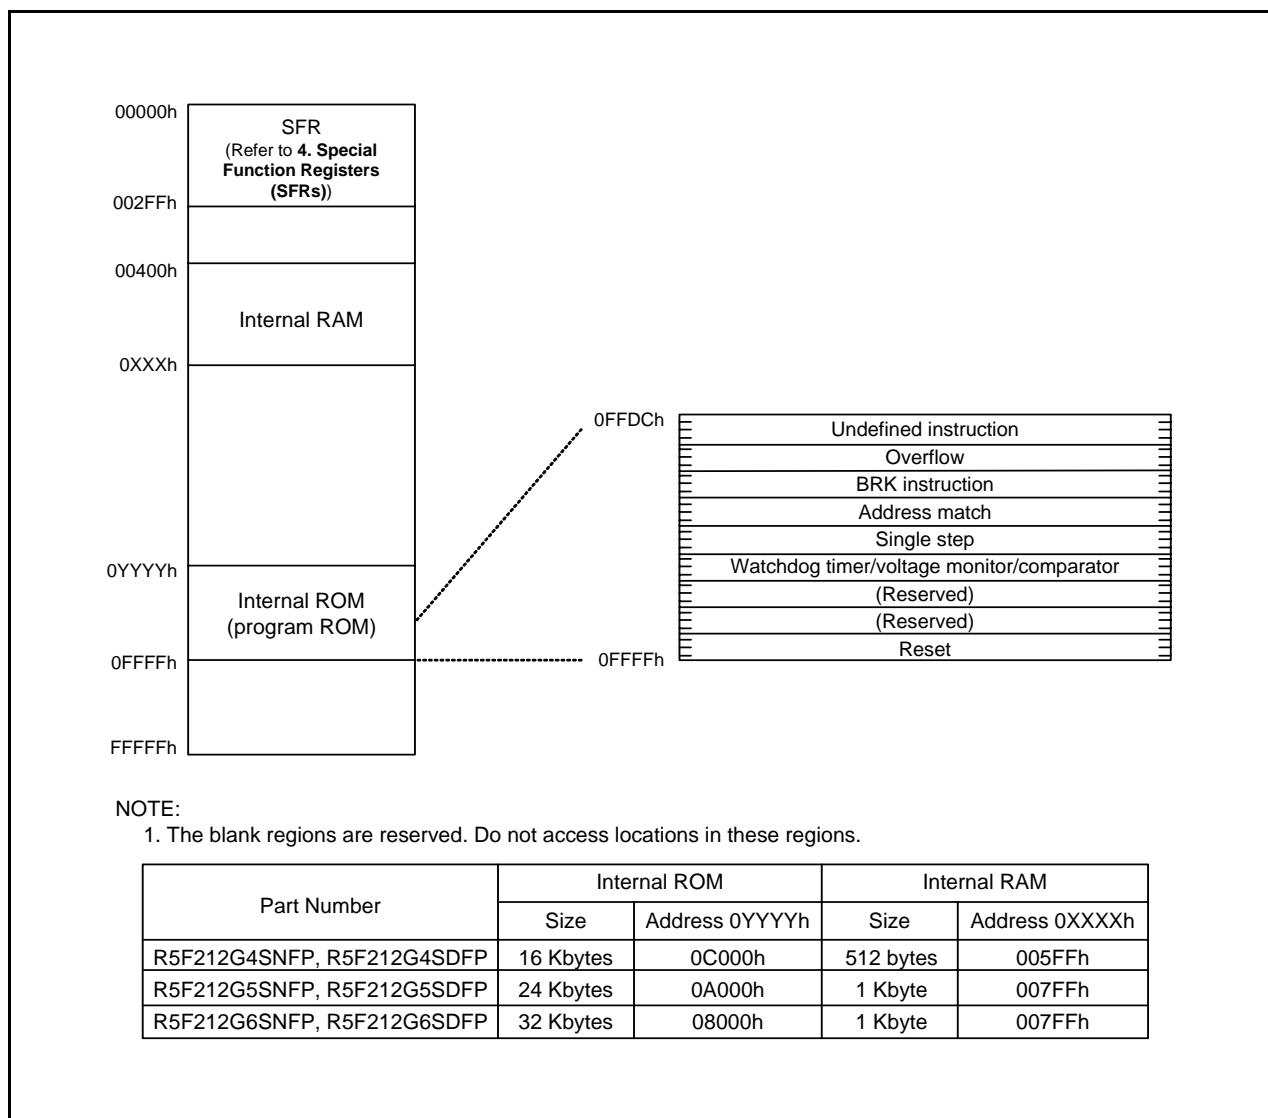 00000h
SFR
(Refer to 4. Special
Function Registers
(SFRs))
002FFh
00400h
Internal RAM
0XXXh
0YYYYh
Internal ROM
(program ROM)
0FFFFh
FFFFFh
0FFDCh
Undefined instruction
Overflow
BRK instruction
Address match
Single step
Watchdog timer/voltage monitor/comparator
(Reserved)
(Reserved)
Reset
0FFFFh
NOTE:
1. The blank regions are reserved. Do not access locations in these regions.
Part Number Internal ROM Internal RAM
Size Address 0YYYYh Size Address 0XXXXh
R5F212G4SNFP, R5F212G4SDFP 16 Kbytes 0C000h 512 bytes 005FFh
R5F212G5SNFP, R5F212G5SDFP 24 Kbytes 0A000h 1 Kbyte 007FFh
R5F212G6SNFP, R5F212G6SDFP 32 Kbytes 08000h 1 Kbyte 007FFh